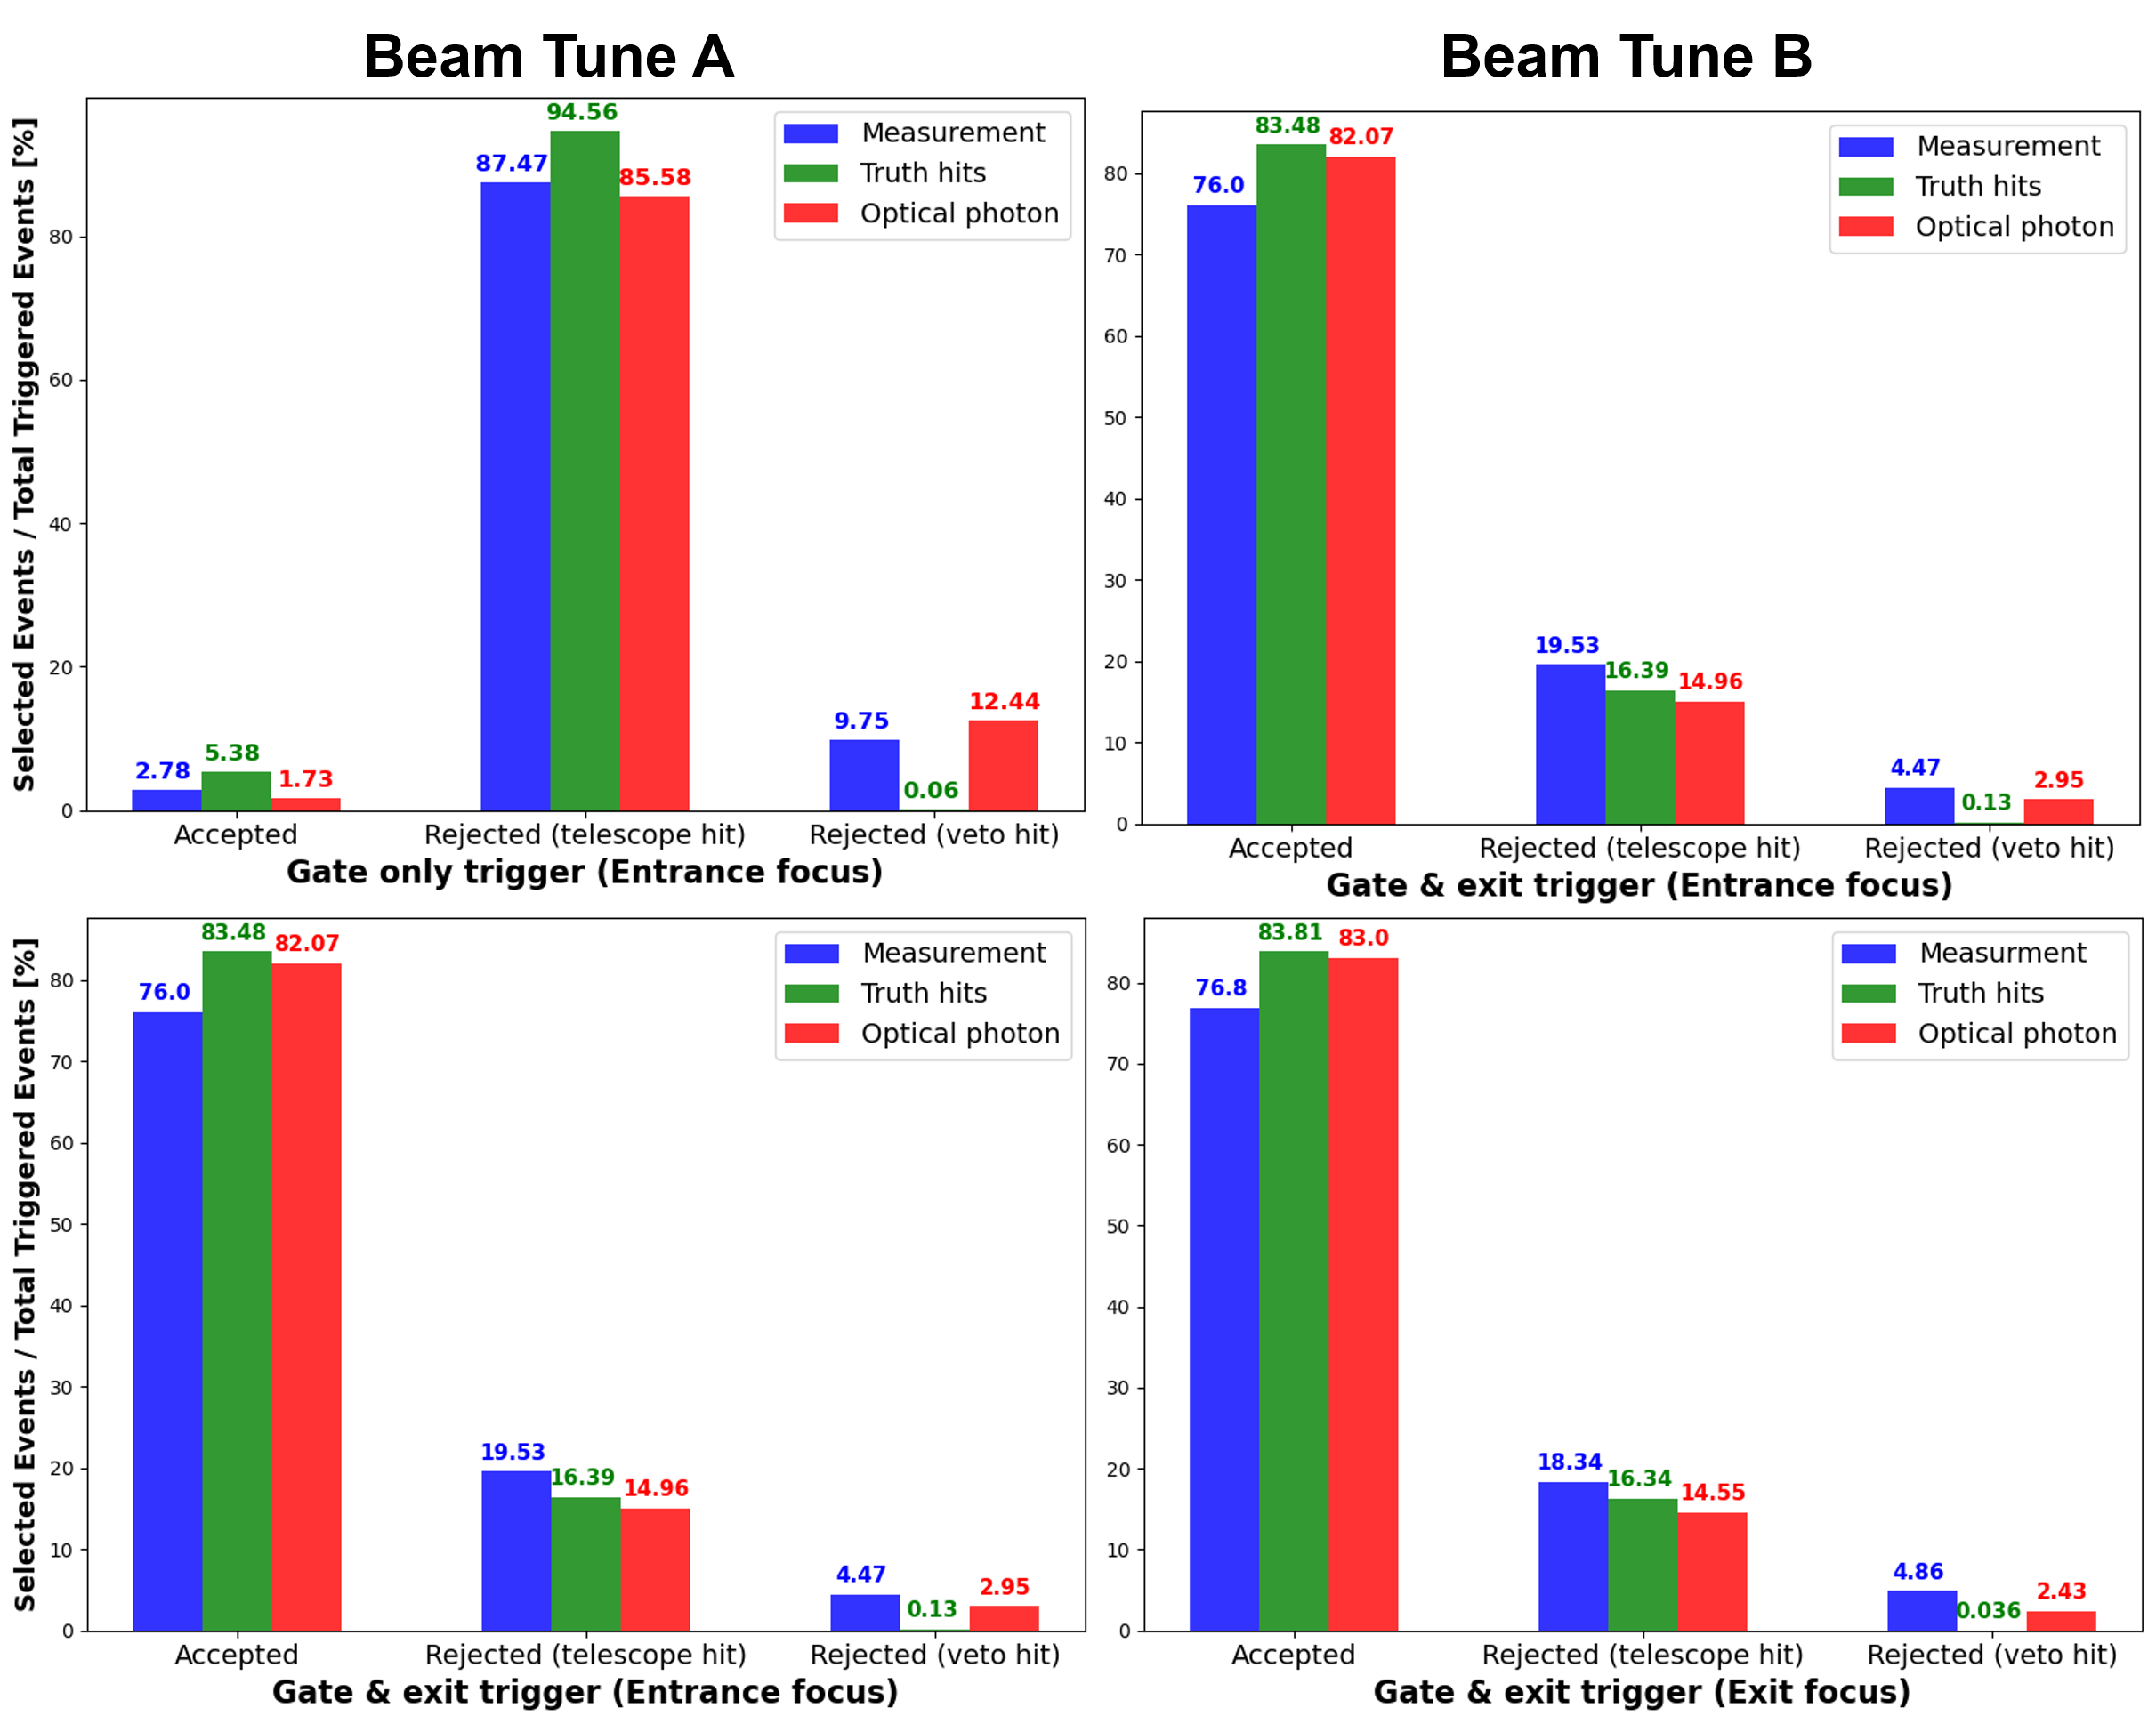 Beam Tune A
Beam Tune B
Selected Events / Total Triggered Events [%]
80
60
40
20
0
2.78
5.38
1.73
87.47
94.56
85.58
9.75
0.06
12.44
Measurement
Truth hits
Optical photon
Accepted
Rejected (telescope hit)
Rejected (veto hit)
Gate only trigger (Entrance focus)
80
70
60
50
40
30
20
10
0
76.0
83.48
82.07
19.53
16.39
14.96
4.47
0.13
2.95
Measurement
Truth hits
Optical photon
Accepted
Rejected (telescope hit)
Rejected (veto hit)
Gate & exit trigger (Entrance focus)
Selected Events / Total Triggered Events [%]
80
70
60
50
40
30
20
10
0
76.0
83.48
82.07
19.53
16.39
14.96
4.47
0.13
2.95
Measurement
Truth hits
Optical photon
Accepted
Rejected (telescope hit)
Rejected (veto hit)
Gate & exit trigger (Entrance focus)
80
70
60
50
40
30
20
10
0
76.8
83.81
83.0
18.34
16.34
14.55
4.86
0.036
2.43
Measurment
Truth hits
Optical photon
Accepted
Rejected (telescope hit)
Rejected (veto hit)
Gate & exit trigger (Exit focus)